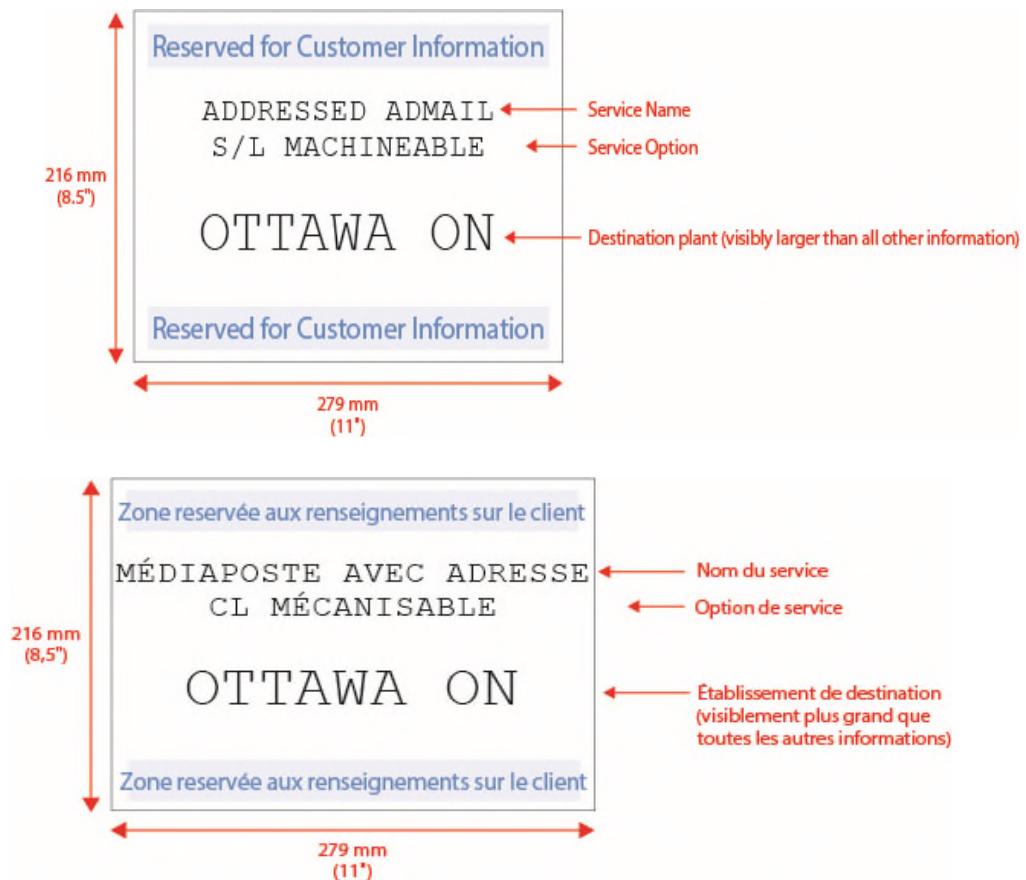 Reserved for Customer Information
ADDRESSED ADMAIL
Service Name
S/L MACHINEABLE
Service Option
216 mm
(8.5")
OTTAWA ON
Destination plant (visibly larger than all other information)
Reserved for Customer Information
279 mm
(11")
Zone reservée aux renseignements sur le client
MÉDIAPOSTE AVEC ADRESSE
Nom du service
CL MÉCANISABLE
Option de service
216 mm
(8,5")
OTTAWA ON
Établissement de destination
(visiblement plus grand que
toutes les autres informations)
Zone reservée aux renseignements sur le client
279 mm
(11")